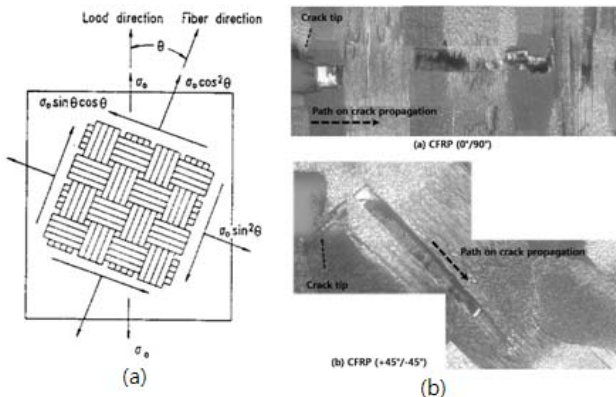 Load direction
Fiber direction
θ
σ₀
σ₀cos²θ
σ₀sinθcosθ
σ₀sin²θ
σ₀
(a)
Crack tip
Path on crack propagation
(a) CFRP (0°/90°)
Path on crack propagation
Crack tip
(b) CFRP (+45°/-45°)
(b)